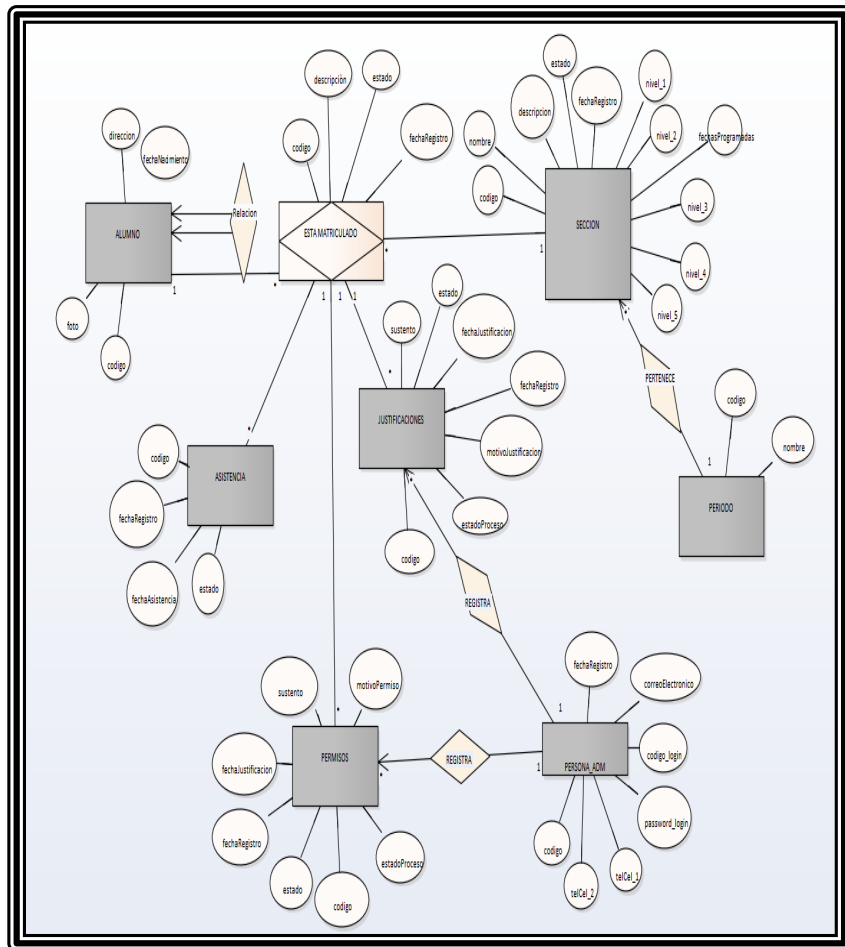 descripción
estado
codigo
fechaRegistro
ESTA MATRICULADO
direccion
fechaNacimiento
ALUMNO
foto
codigo
Relacion
1
*
*
1
estado
descripcion
fechaRegistro
nivel_1
nombre
nivel_2
fechasProgramadas
codigo
nivel_3
SECCION
nivel_4
nivel_5
*
PERTENECE
1
codigo
nombre
PERIODO
1
1
1
estado
sustento
fechaJustificacion
*
fechaRegistro
JUSTIFICACIONES
motivoJustificacion
estadoProceso
codigo
*
*
codigo
ASISTENCIA
fechaRegistro
fechaAsistencia
estado
REGISTRA
1
sustento
motivoPermiso
*
PERMISOS
fechaJustificacion
fechaRegistro
estado
codigo
estadoProceso
*
REGISTRA
1
fechaRegistro
correoElectronico
codigo_login
PERSONA_ADM
password_login
codigo
telCel_1
telCel_2